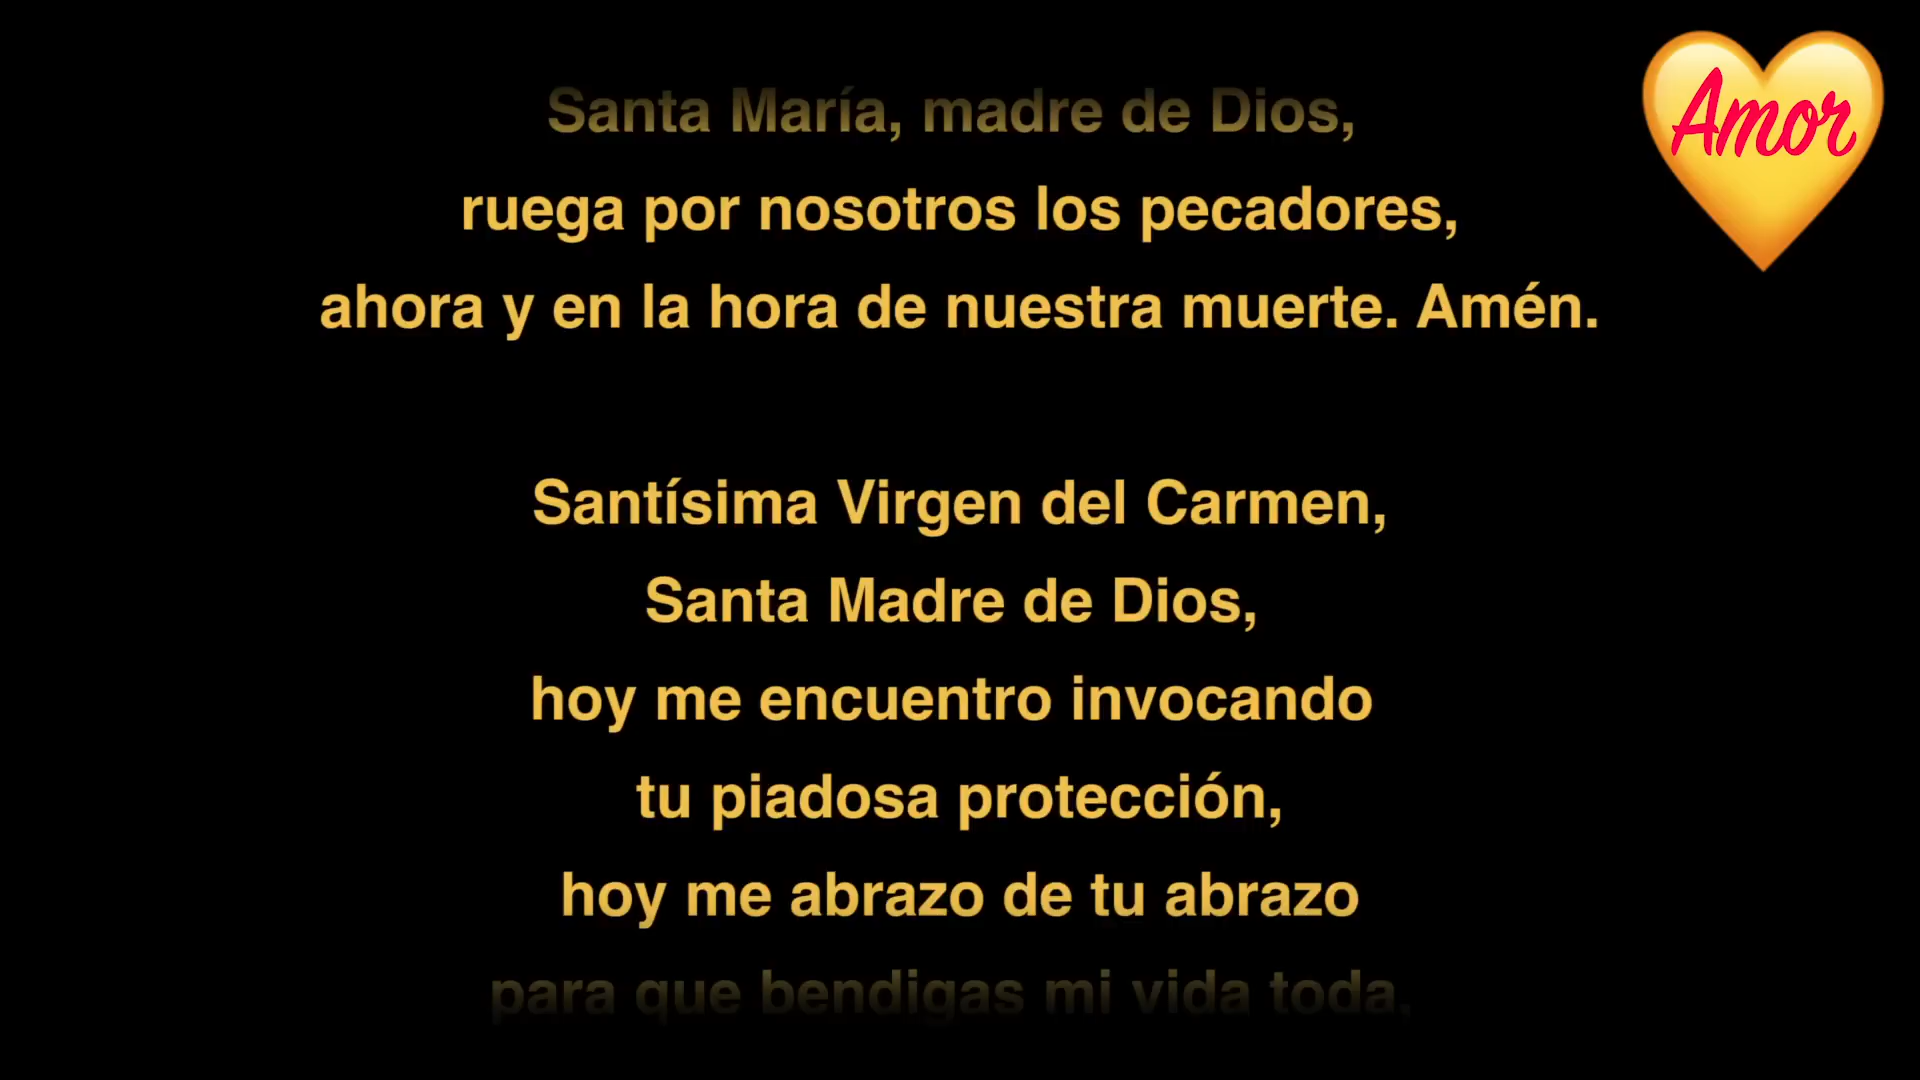 Amor
Santa María, madre de Dios,
ruega por nosotros los pecadores,
ahora y en la hora de nuestra muerte. Amén.
Santísima Virgen del Carmen,
Santa Madre de Dios,
hoy me encuentro invocando
tu piadosa protección,
hoy me abrazo de tu abrazo
para que bendigas mi vida toda,